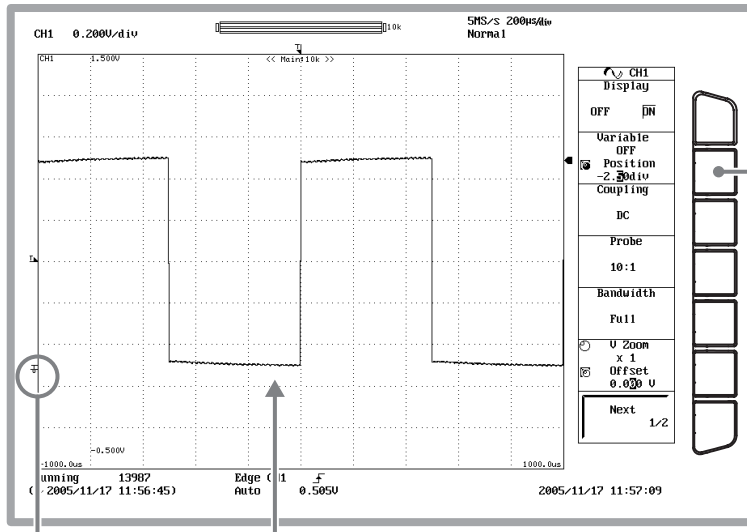 CH1 0.200V/div
10k
5MS/s 200µs/div
Normal
CH1 1.500V
<< Main:10k >>
-0.500V
-1000.0us
1000.0us
Running 13987
2005/11/17 11:56:45)
Edge CH1
Auto 0.505V
2005/11/17 11:57:09
CH1
Display
OFF ON
Variable
OFF
Position
-2.50div
Coupling
DC
Probe
10:1
Bandwidth
Full
V Zoom
x 1
Offset
0.000 V
Next
1/2